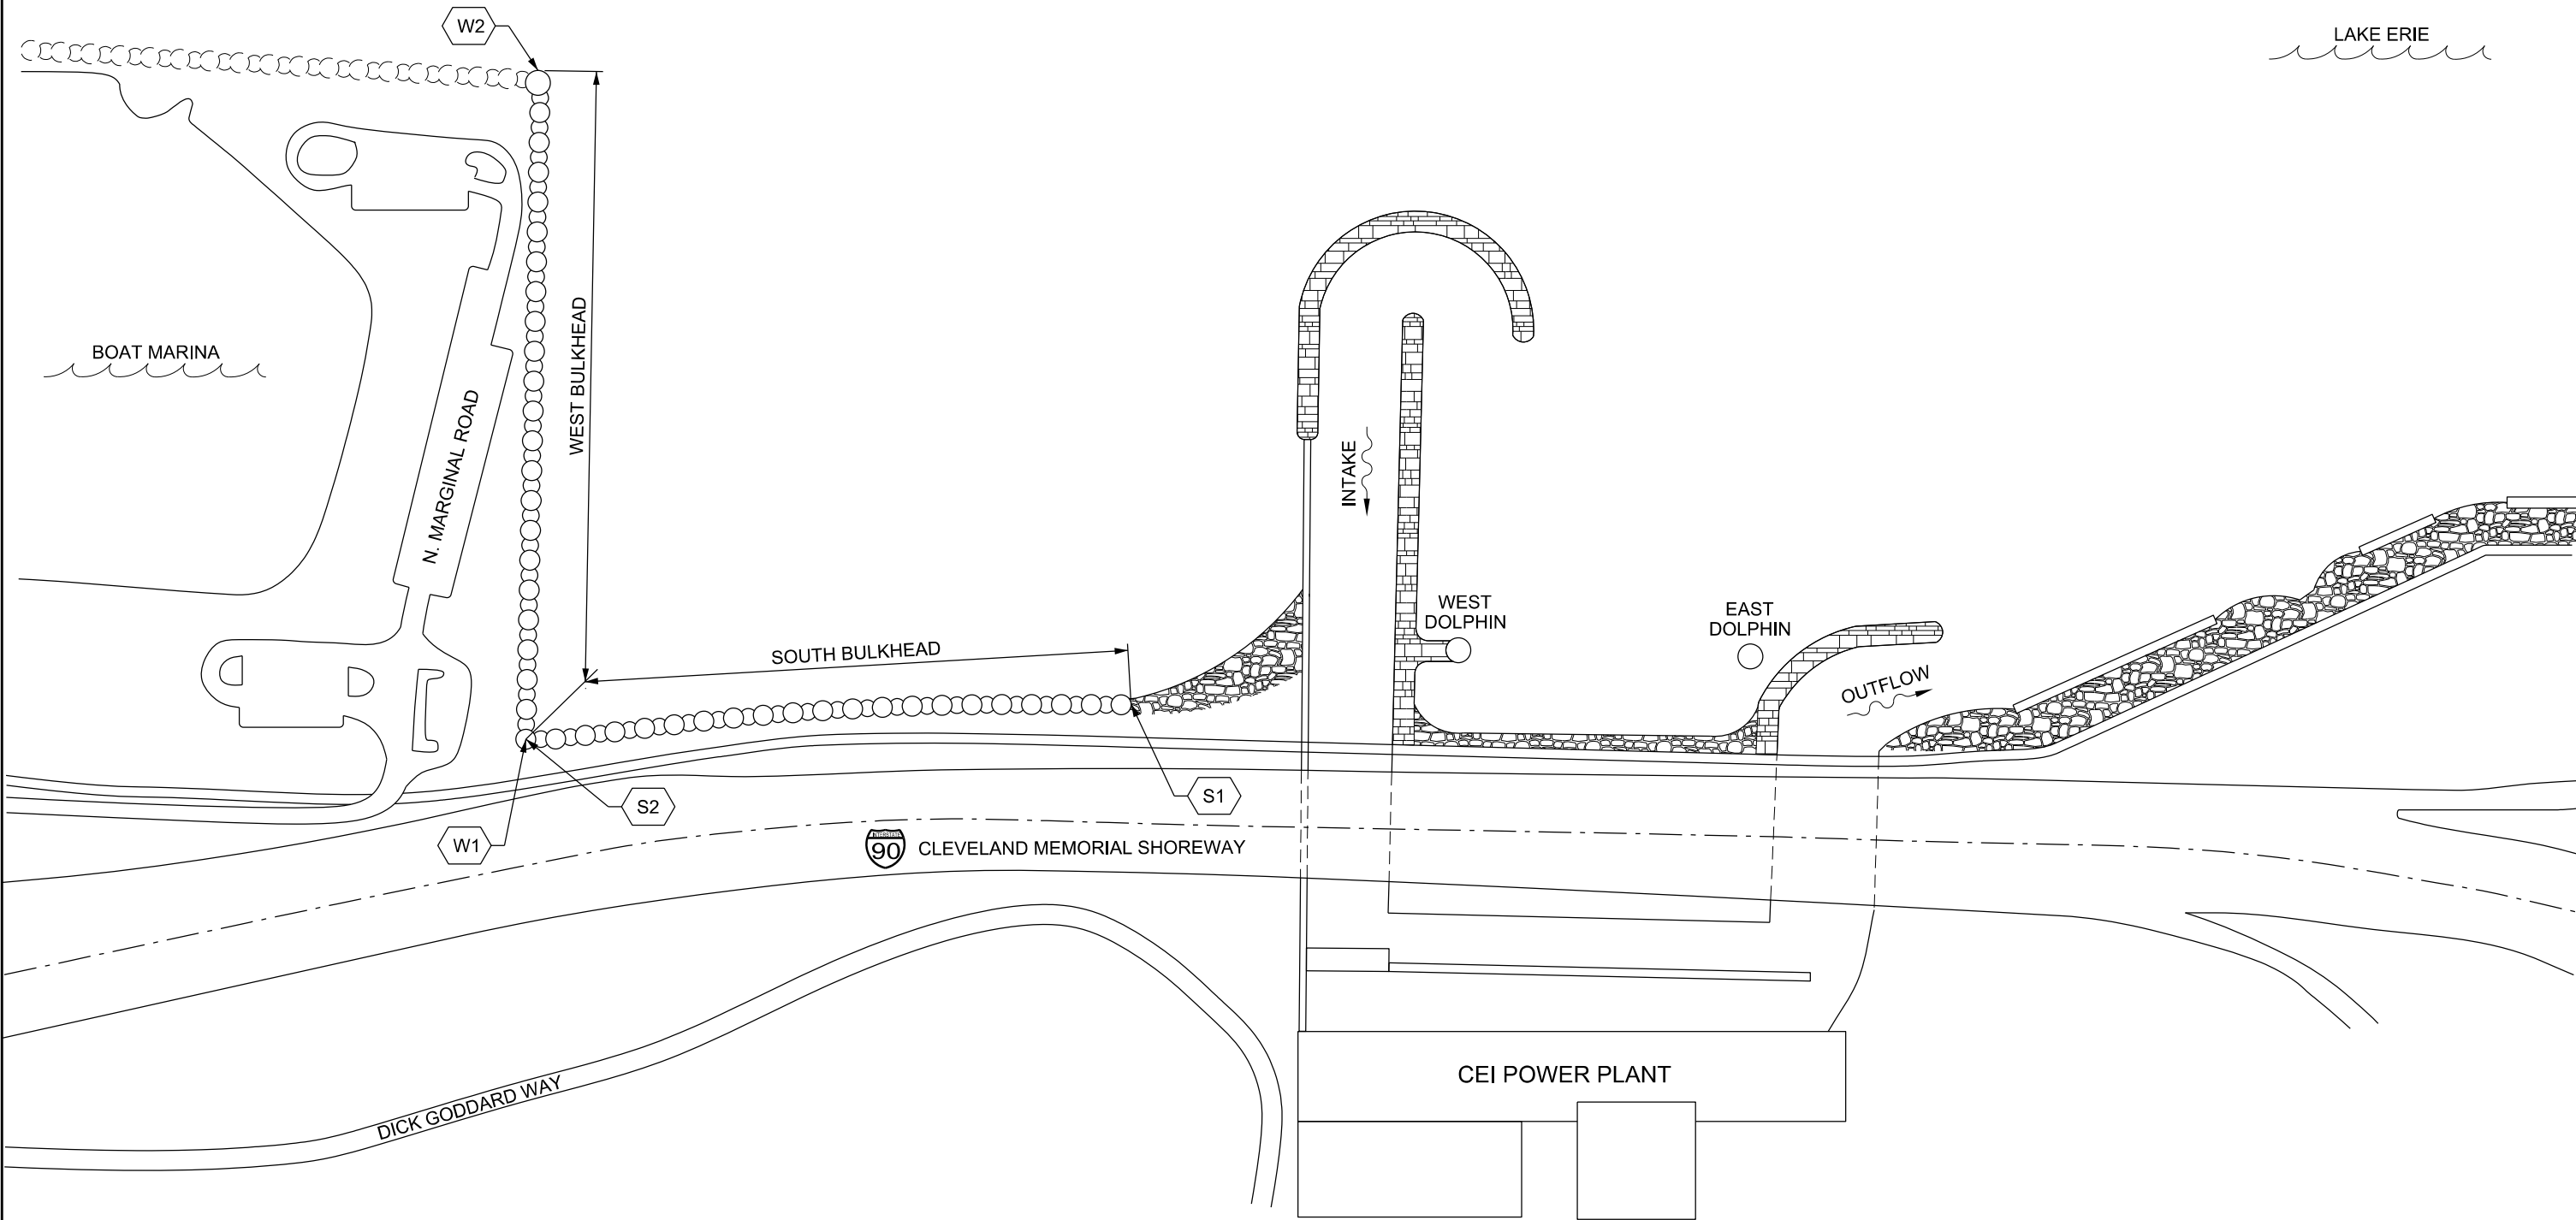 W2
LAKE ERIE
BOAT MARINA
N. MARGINAL ROAD
WEST BULKHEAD
INTAKE
WEST
DOLPHIN
EAST
DOLPHIN
SOUTH BULKHEAD
OUTFLOW
S2
S1
W1
INTERSTATE
90
CLEVELAND MEMORIAL SHOREWAY
CEI POWER PLANT
DICK GODDARD WAY